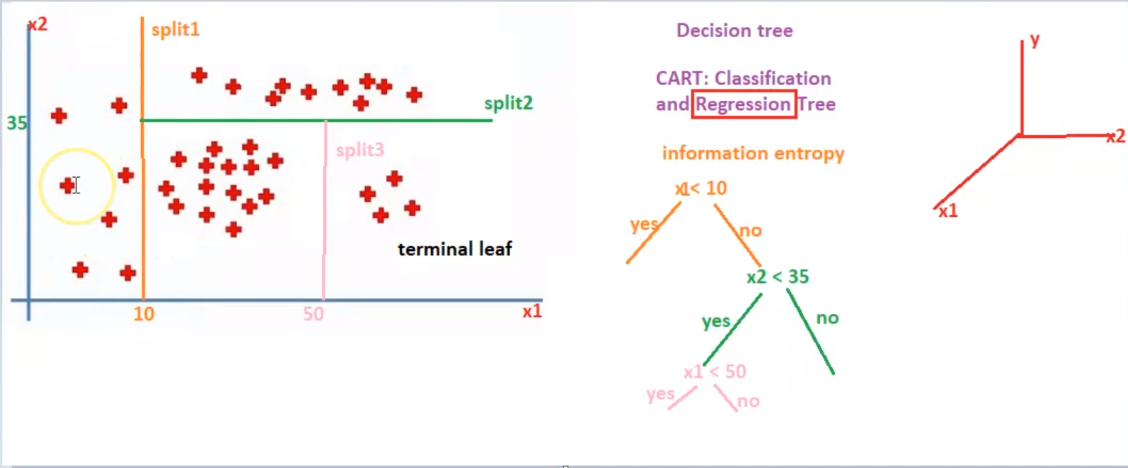 x2
split1
35
split2
split3
terminal leaf
10
50
x1
Decision tree
CART: Classification
and Regression Tree
information entropy
x1< 10
yes
no
x2 < 35
yes
no
x1 < 50
yes
no
y
x2
x1